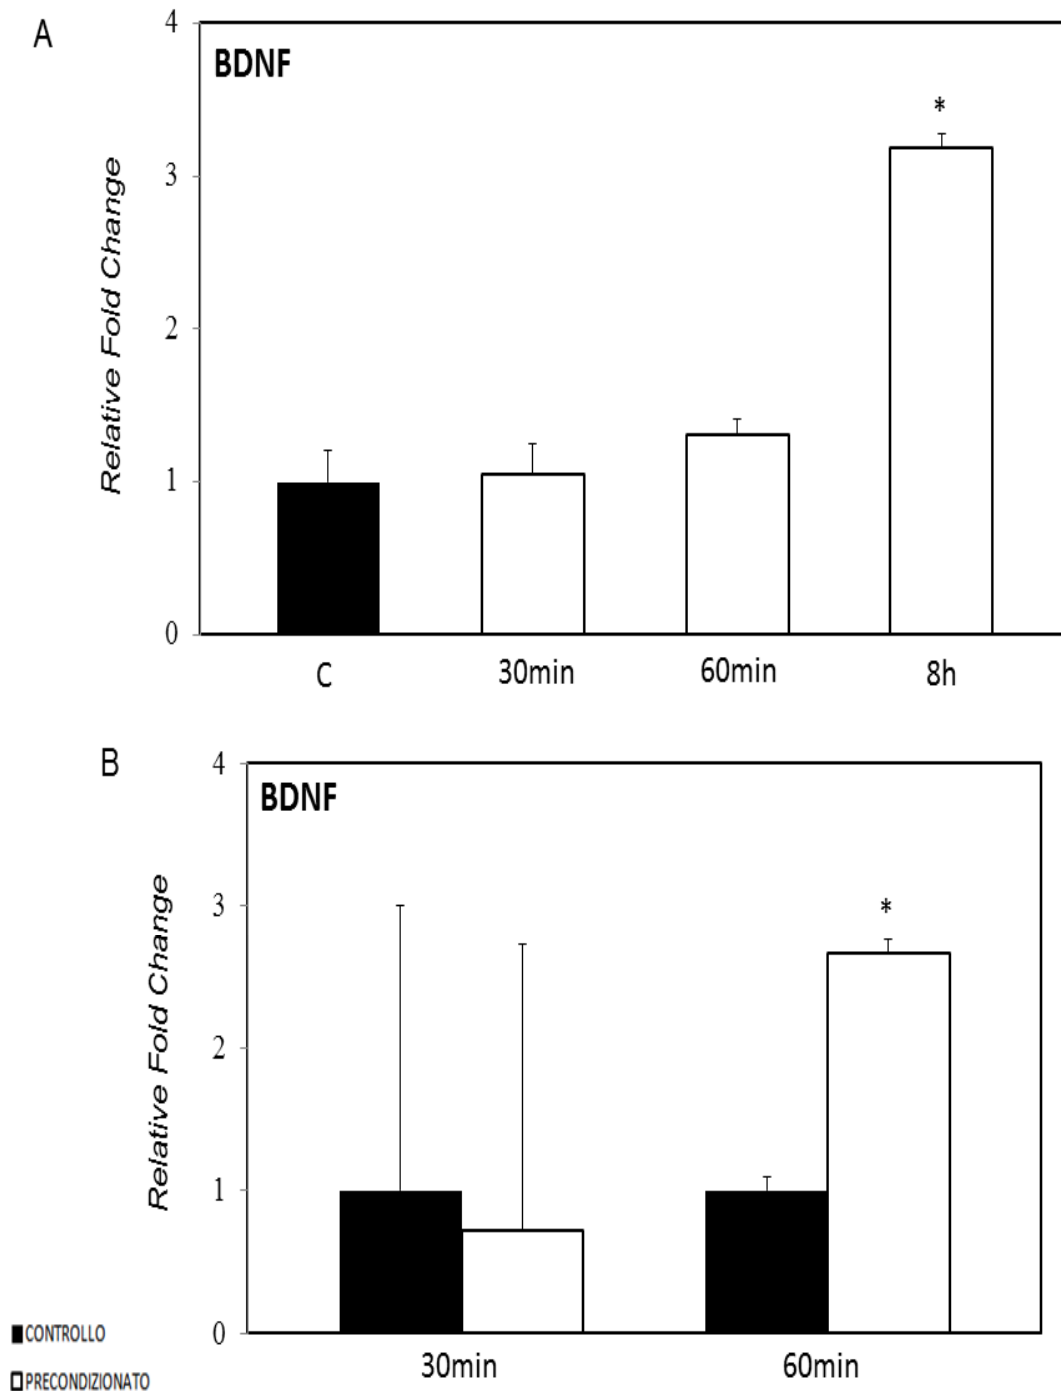 A
BDNF
*
4
3
2
1
0
Relative Fold Change
C 30min 60min 8h
B
BDNF
*
4
3
2
1
0
Relative Fold Change
30min 60min
CONTROLLO
PRECONDIZIONATO